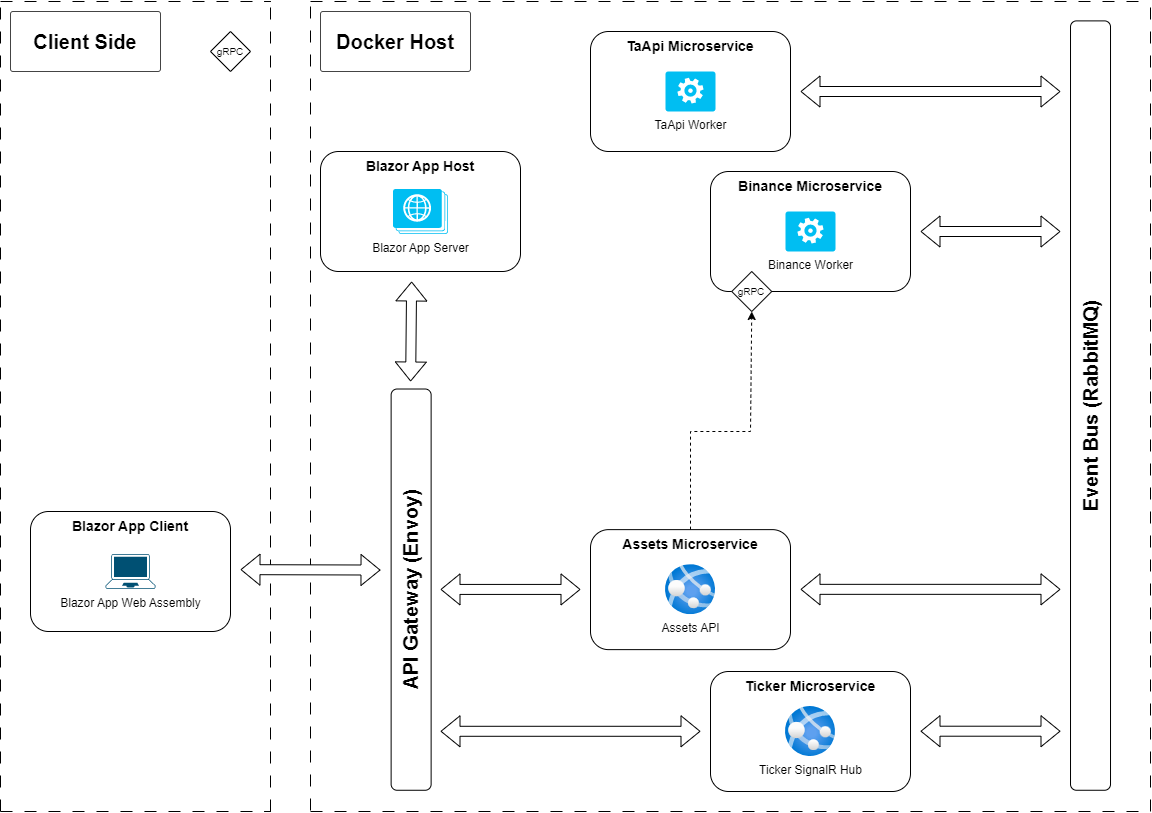 Client Side
gRPC
Docker Host
TaApi Microservice
TaApi Worker
Blazor App Host
Blazor App Server
Binance Microservice
Binance Worker
gRPC
Event Bus (RabbitMQ)
API Gateway (Envoy)
Blazor App Client
Blazor App Web Assembly
Assets Microservice
Assets API
Ticker Microservice
Ticker SignalR Hub